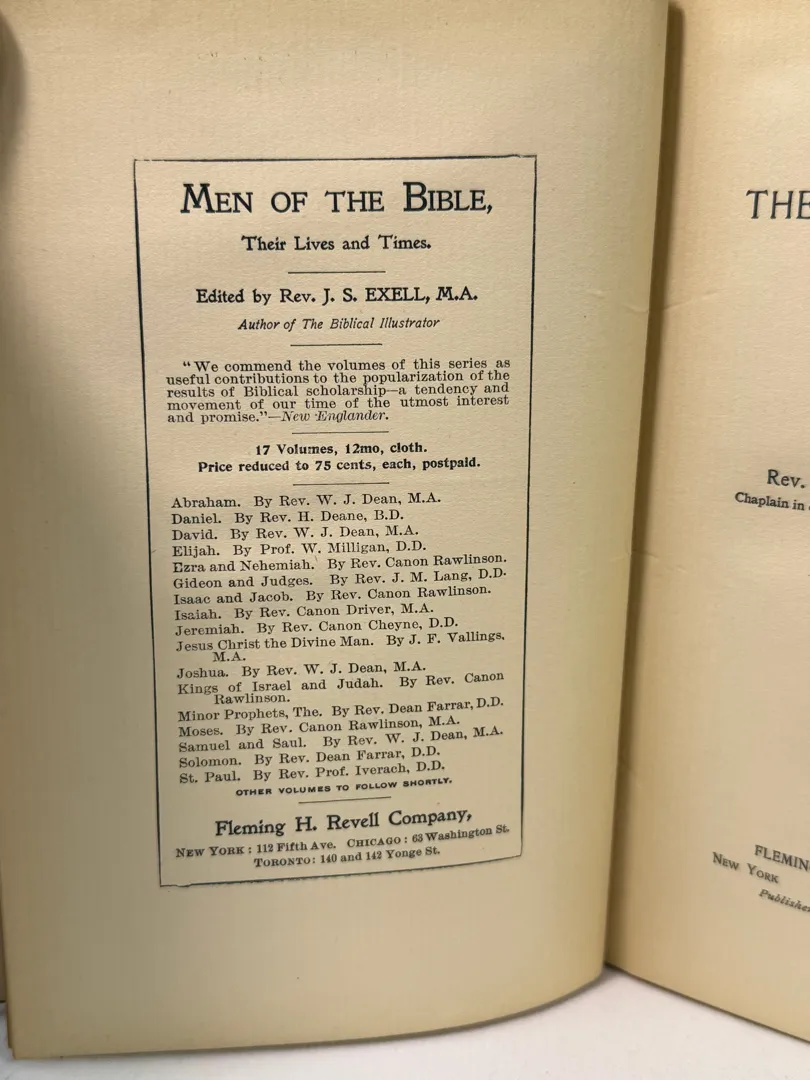 MEN OF THE BIBLE,
Their Lives and Times.
Edited by Rev. J. S. EXELL, M.A.
Author of The Biblical Illustrator
"We commend the volumes of this series as
useful contributions to the popularization of the
results of Biblical scholarship—a tendency and
movement of our time of the utmost interest
and promise."—New Englander.
17 Volumes, 12mo, cloth.
Price reduced to 75 cents, each, postpaid.
Abraham. By Rev. W. J. Dean, M.A.
Daniel. By Rev. H. Deane, B.D.
David. By Rev. W. J. Dean, M.A.
Elijah. By Prof. W. Milligan, D.D.
Ezra and Nehemiah. By Rev. Canon Rawlinson.
Gideon and Judges. By Rev. J. M. Lang, D.D.
Isaac and Jacob. By Rev. Canon Rawlinson.
Isaiah. By Rev. Canon Driver, M.A.
Jeremiah. By Rev. Canon Cheyne, D.D.
Jesus Christ the Divine Man. By J. F. Vallings,
M.A.
Joshua. By Rev. W. J. Dean, M.A.
Kings of Israel and Judah. By Rev. Canon
Rawlinson.
Minor Prophets, The. By Rev. Dean Farrar, D.D.
Moses. By Rev. Canon Rawlinson, M.A.
Samuel and Saul. By Rev. W. J. Dean, M.A.
Solomon. By Rev. Dean Farrar, D.D.
St. Paul. By Rev. Prof. Iverach, D.D.
OTHER VOLUMES TO FOLLOW SHORTLY.
Fleming H. Revell Company,
NEW YORK: 112 Fifth Ave. CHICAGO: 63 Washington St.
TORONTO: 140 and 142 Yonge St.
THE
Rev.
Chaplain in
FLEMIN
NEW YORK
Publishe